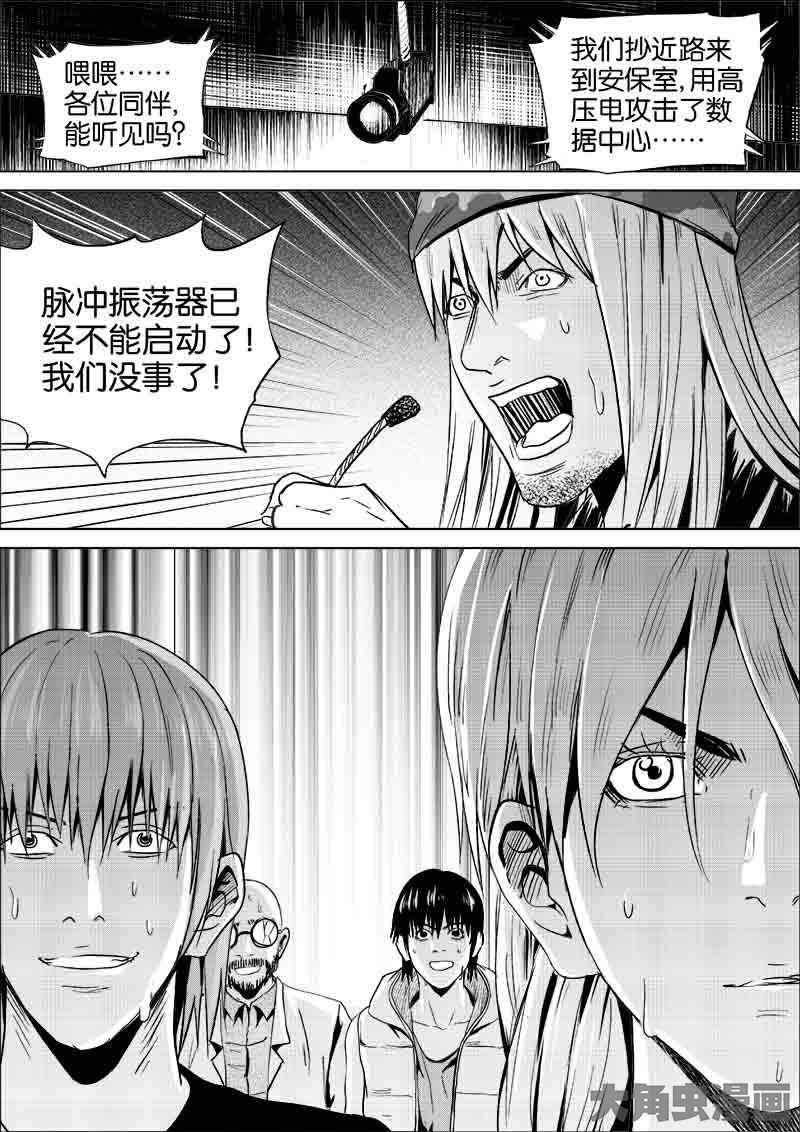 喂喂……
各位同伴，
能听见吗？
我们抄近路来
到安保室，用高
压电攻击了数
据中心……
脉冲振荡器已
经不能启动了！
我们没事了！
大角虫漫画